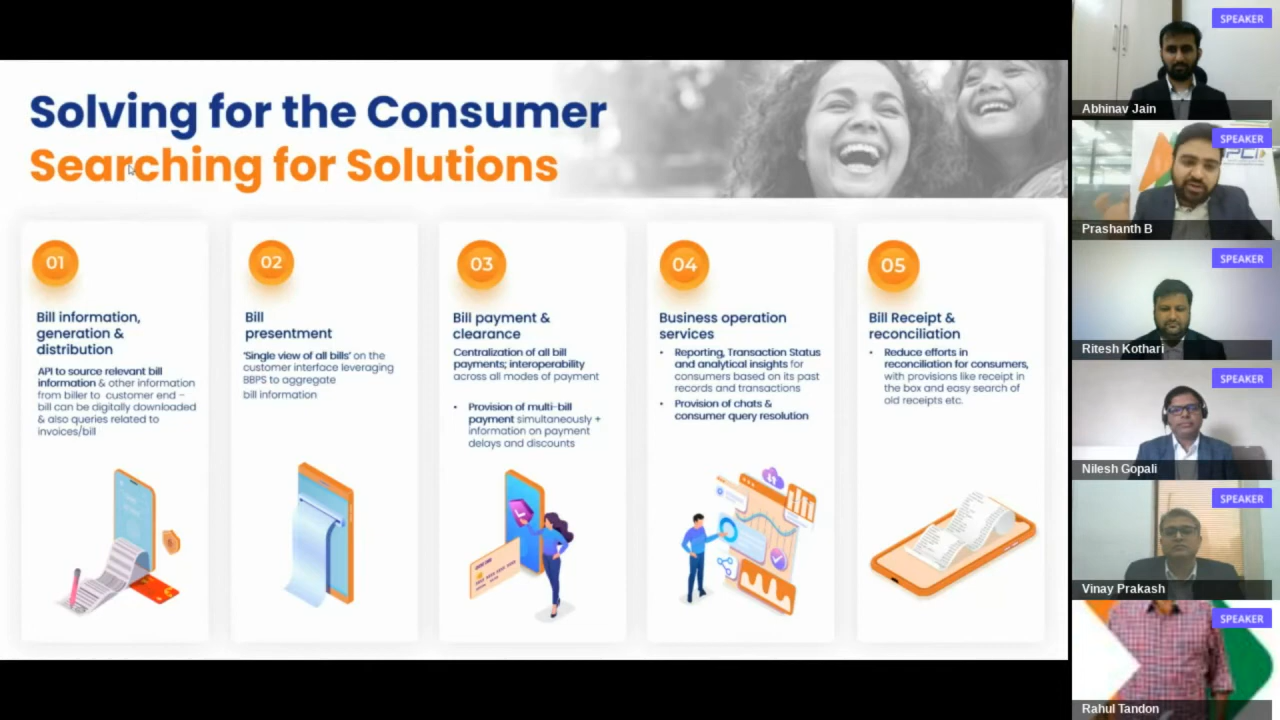 Solving for the Consumer
Searching for Solutions
01
Bill information,
generation &
distribution
API to source relevant bill
information & other information
from biller to customer end –
bill can be digitally downloaded
& also queries related to
invoices/bill
02
Bill
presentment
'Single view of all bills' on the
customer interface leveraging
BBPS to aggregate
bill information
03
Bill payment &
clearance
Centralization of all bill
payments; interoperability
across all modes of payment
• Provision of multi-bill
payment simultaneously +
information on payment
delays and discounts
04
Business operation
services
• Reporting, Transaction Status
and analytical insights for
consumers based on its past
records and transactions
• Provision of chats &
consumer query resolution
05
Bill Receipt &
reconciliation
• Reduce efforts in
reconciliation for consumers,
with provisions like receipt in
the box and easy search of
old receipts etc.
SPEAKER
Abhinav Jain
SPEAKER
Prashanth B
SPEAKER
Ritesh Kothari
SPEAKER
Nilesh Gopali
SPEAKER
Vinay Prakash
SPEAKER
Rahul Tandon